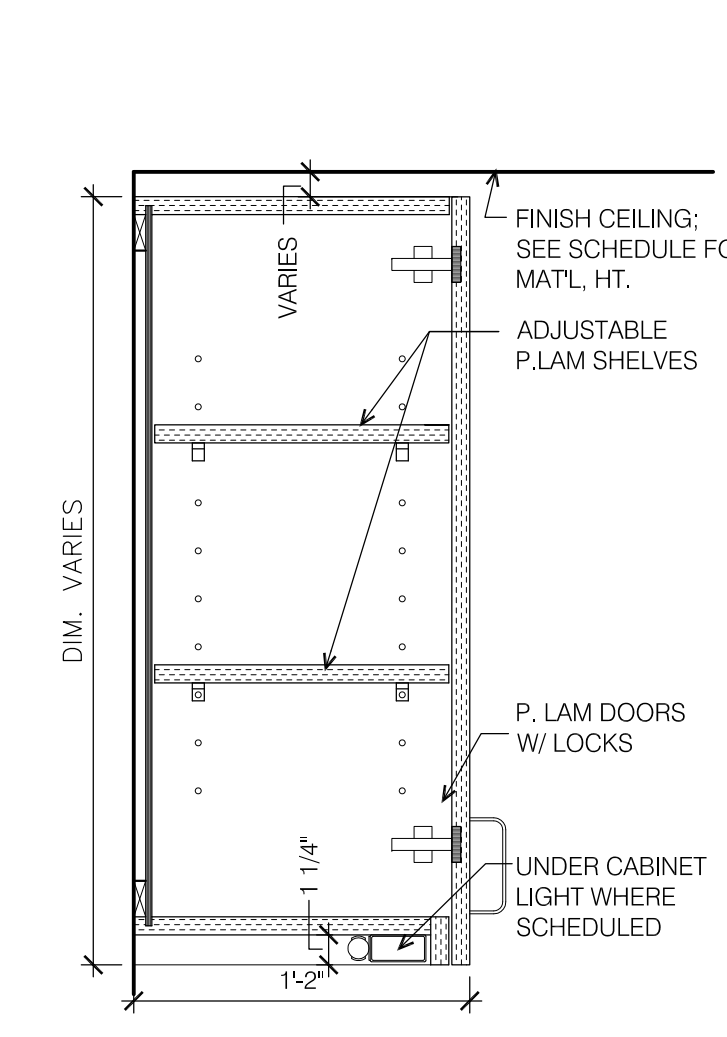 FINISH CEILING;
SEE SCHEDULE FO
MAT'L, HT.
VARIES
ADJUSTABLE
P.LAM SHELVES
DIM. VARIES
P. LAM DOORS
W/ LOCKS
1 1/4"
UNDER CABINET
LIGHT WHERE
SCHEDULED
1'-2"